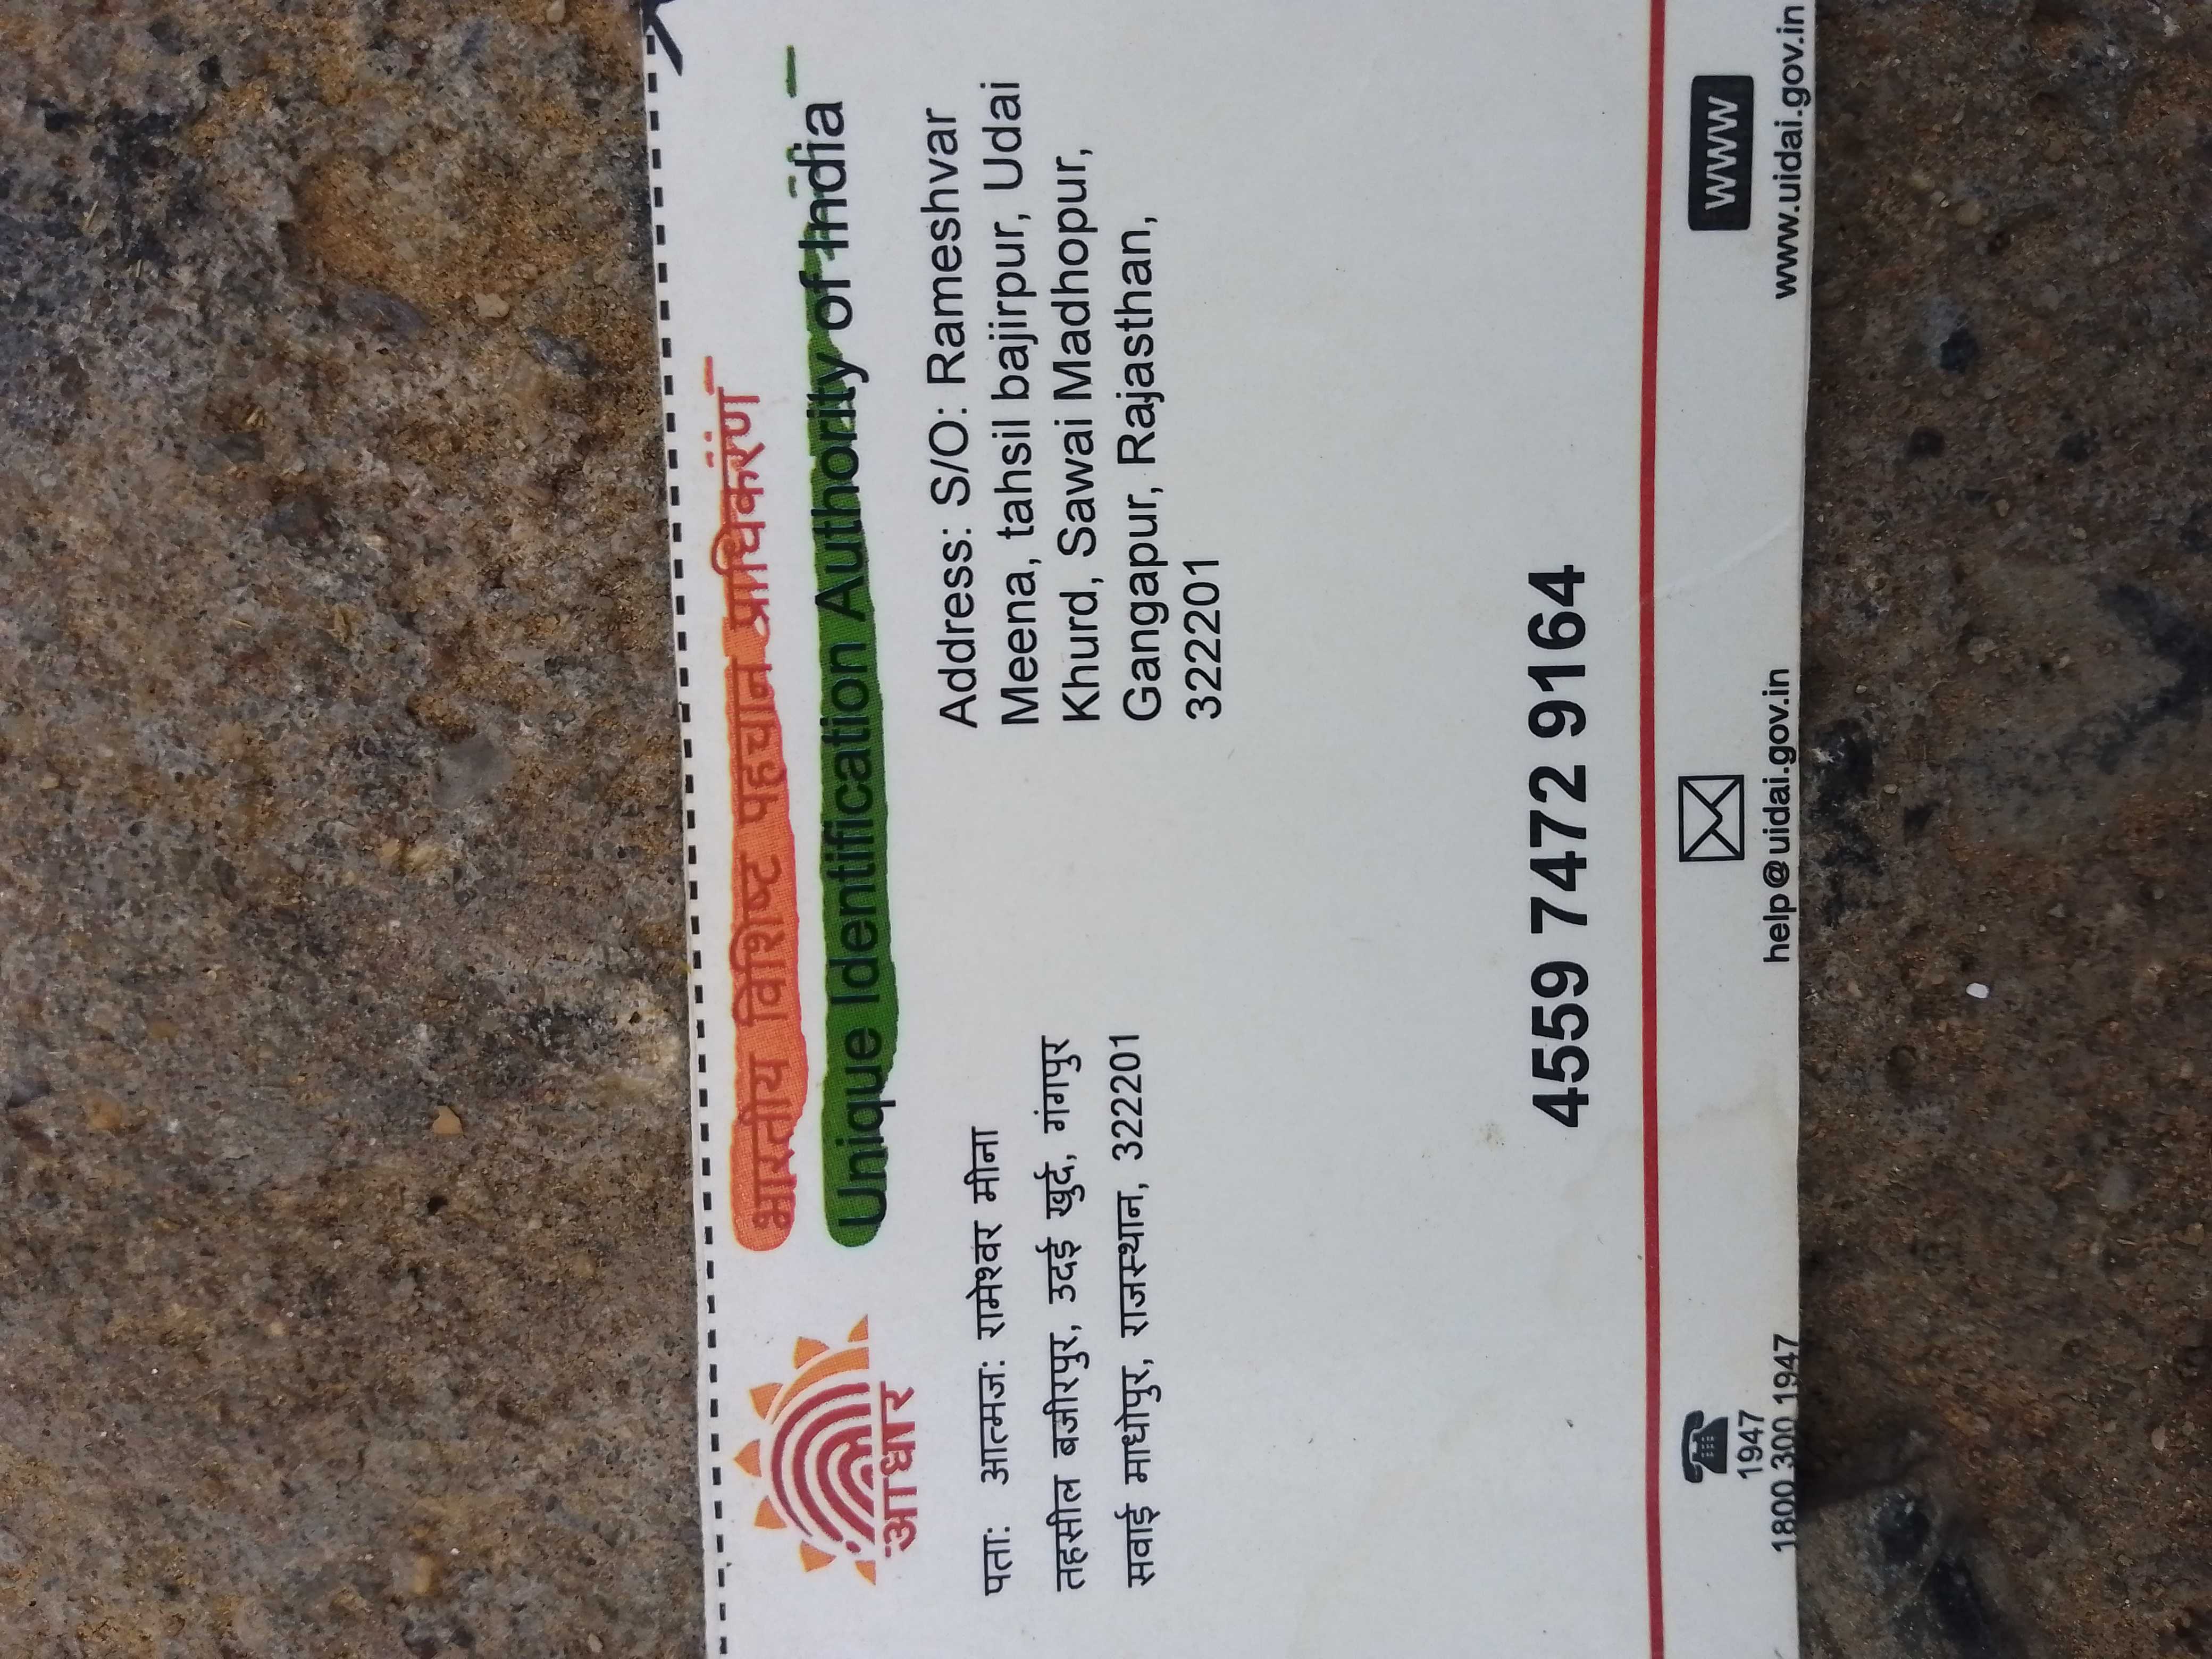 भारतीय विशिष्ट पहचान प्राधिकरण
Unique Identification Authority of India
आधार
पता: आत्मज: रामेश्वर मीना
तहसील बजीरपुर, उदई खुर्द, गंगापुर
सवाई माधोपुर, राजस्थान, 322201
Address: S/O: Rameshvar
Meena, tahsil bajirpur, Udai
Khurd, Sawai Madhopur,
Gangapur, Rajasthan,
322201
4559 7472 9164
1947
1800 300 1947
help@uidai.gov.in
www
www.uidai.gov.in